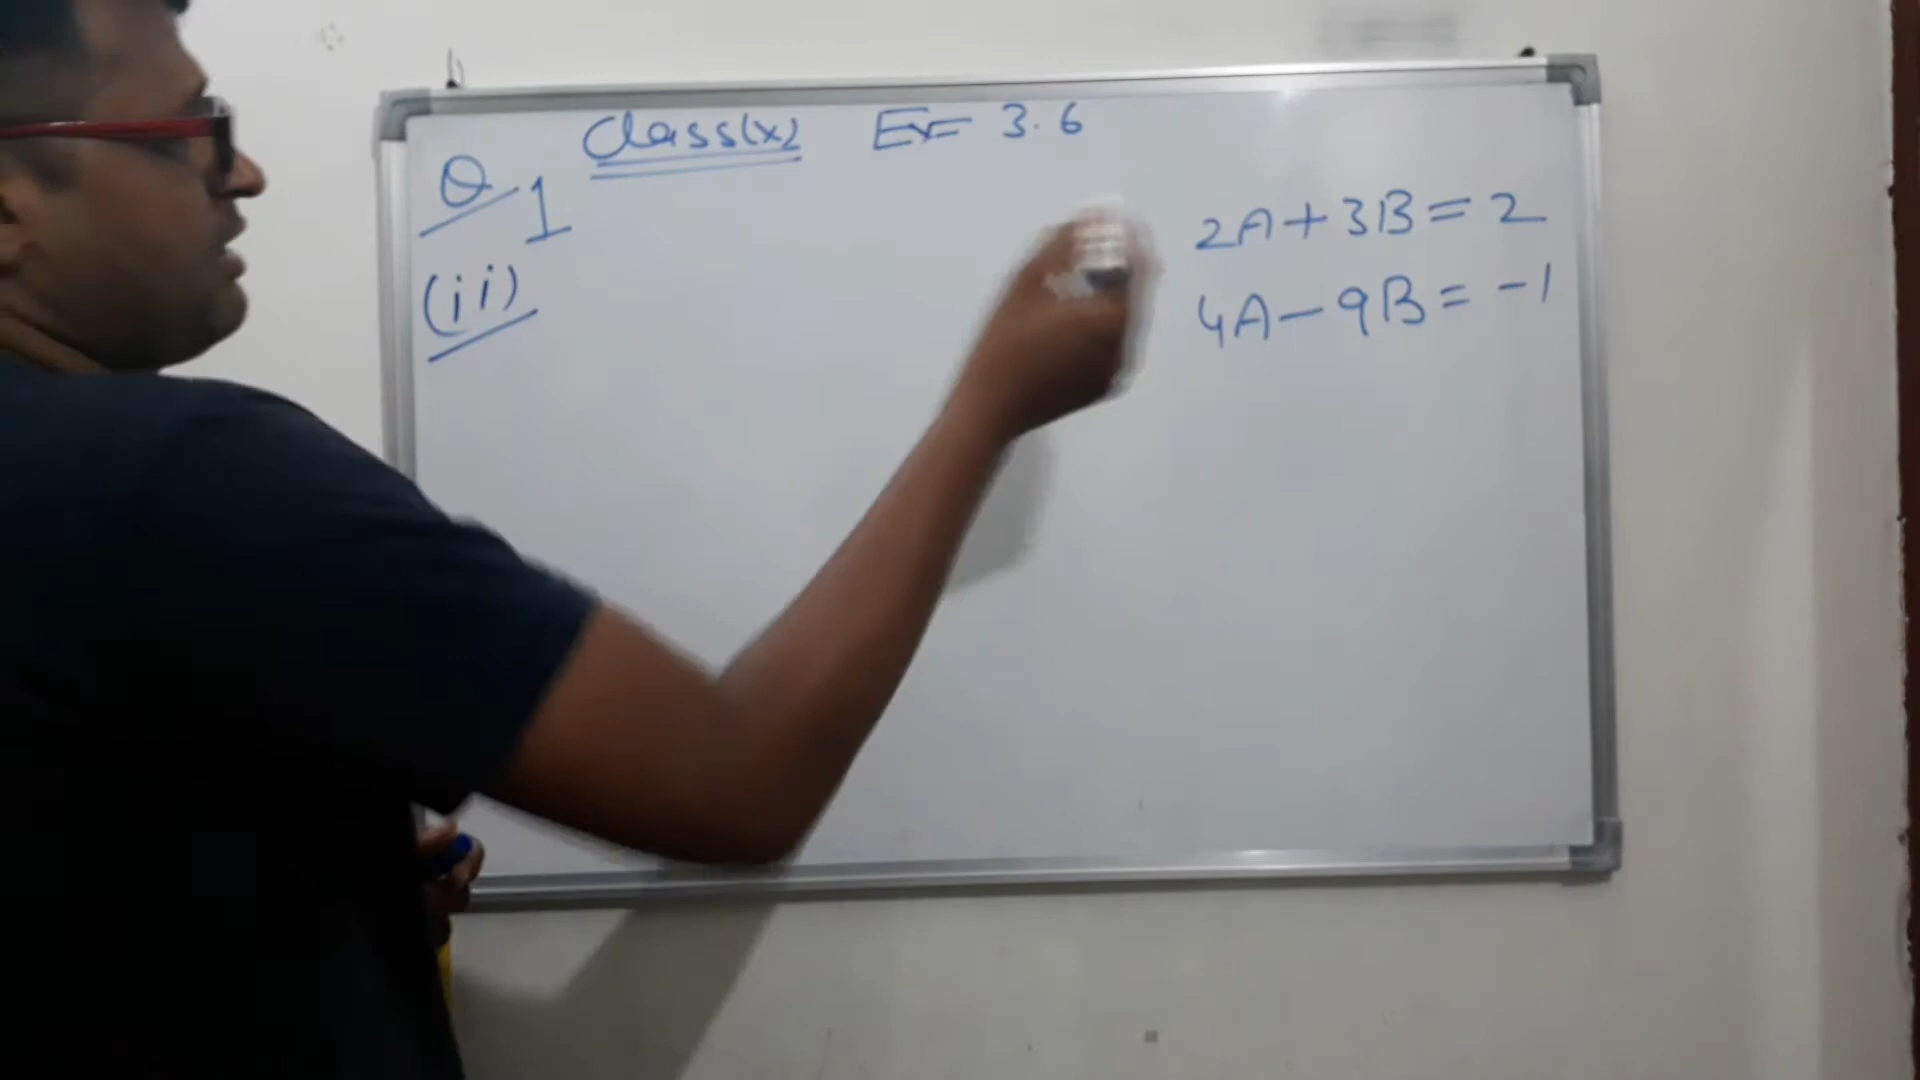 Class(x) Ex 3.6
Q 1
(ii)
2A+3B=2
4A-9B=-1